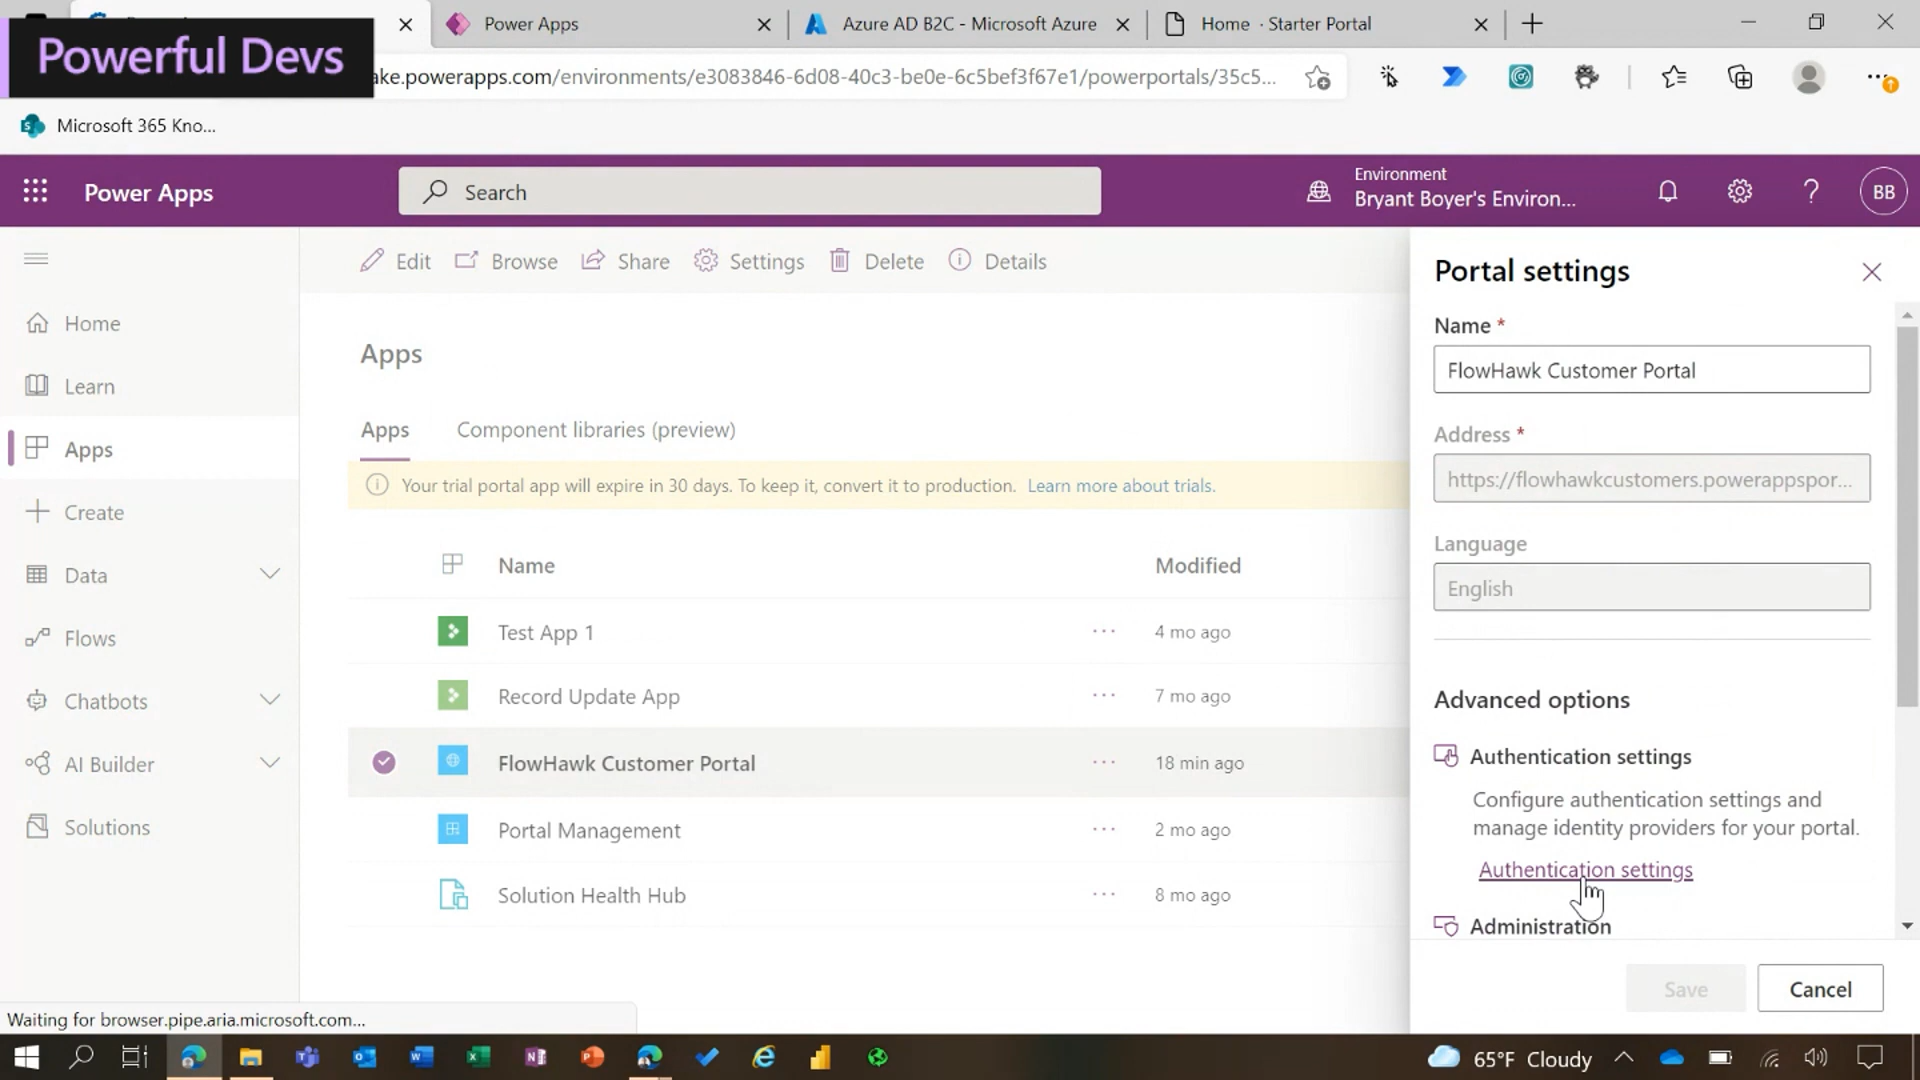 Powerful Devs
Power Apps
Azure AD B2C - Microsoft Azure
Home · Starter Portal
ake.powerapps.com/environments/e3083846-6d08-40c3-be0e-6c5bef3f67e1/powerportals/35c5...
Microsoft 365 Kno...
Power Apps
Search
Environment
Bryant Boyer's Environ...
BB
Edit
Browse
Share
Settings
Delete
Details
Home
Learn
Apps
Create
Data
Flows
Chatbots
AI Builder
Solutions
Apps
Apps
Component libraries (preview)
Your trial portal app will expire in 30 days. To keep it, convert it to production. Learn more about trials.
Name
Modified
Test App 1
4 mo ago
Record Update App
7 mo ago
FlowHawk Customer Portal
18 min ago
Portal Management
2 mo ago
Solution Health Hub
8 mo ago
Portal settings
Name *
FlowHawk Customer Portal
Address *
https://flowhawkcustomers.powerappspor...
Language
English
Advanced options
Authentication settings
Configure authentication settings and
manage identity providers for your portal.
Authentication settings
Administration
Save
Cancel
Waiting for browser.pipe.aria.microsoft.com...
65°F Cloudy